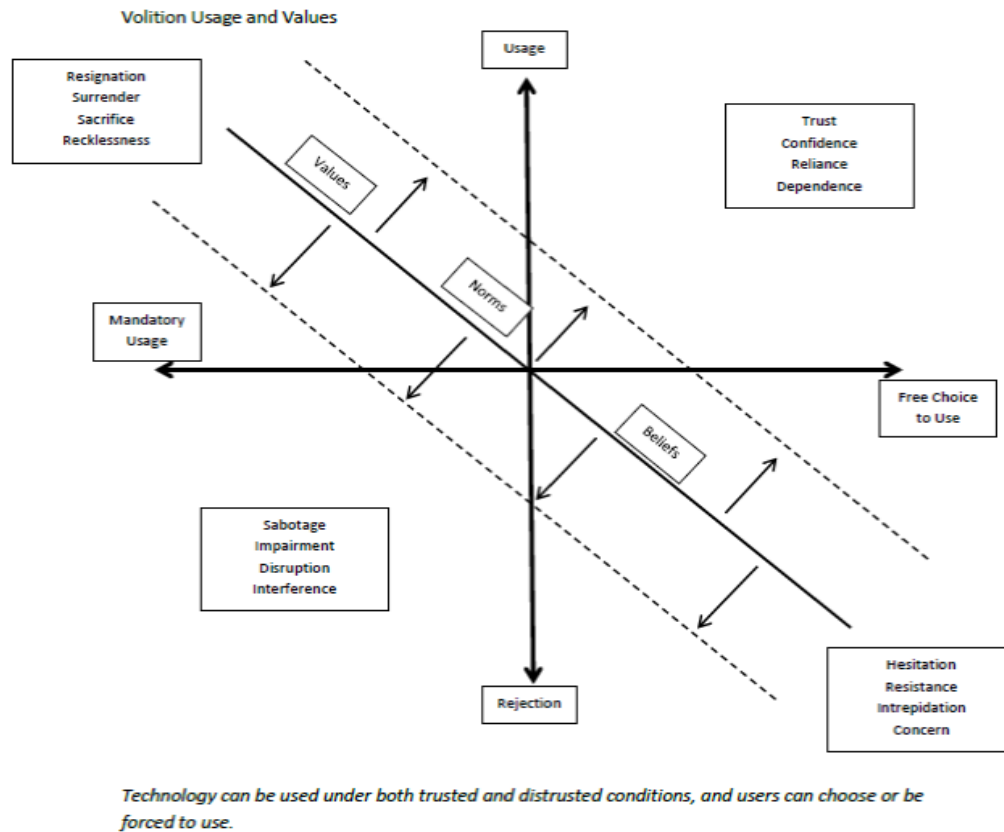 Volition Usage and Values
Usage
Resignation
Surrender
Sacrifice
Recklessness
Trust
Confidence
Reliance
Dependence
Values
Norms
Mandatory
Usage
Free Choice
to Use
Beliefs
Sabotage
Impairment
Disruption
Interference
Hesitation
Resistance
Intrepidation
Concern
Rejection
Technology can be used under both trusted and distrusted conditions, and users can choose or be
forced to use.